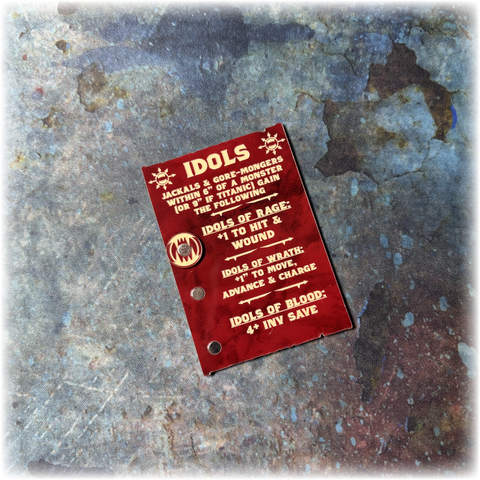 IDOLS
JACKALS & GORE-MONGERS
WITHIN 6" OF A MONSTER
(OR 9" IF TITANIC) GAIN
THE FOLLOWING
IDOLS OF RAGE:
+1 TO HIT &
WOUND
IDOLS OF WRATH:
+1" TO MOVE,
ADVANCE & CHARGE
IDOLS OF BLOOD:
4+ INV SAVE